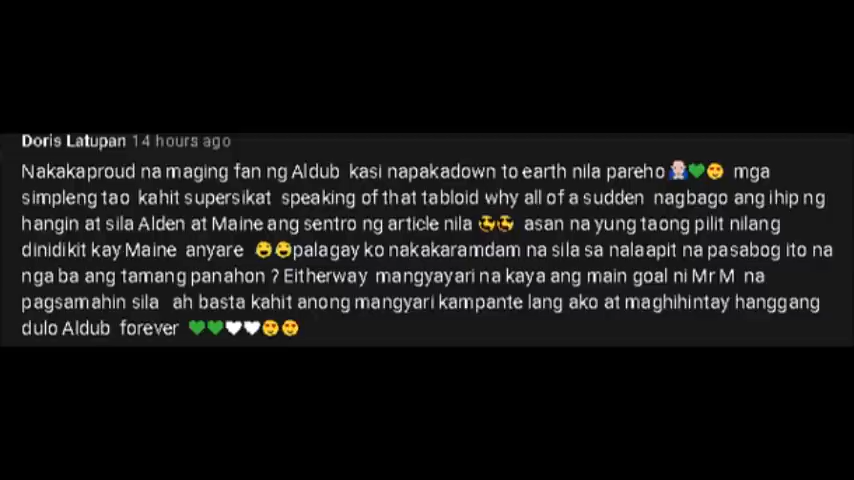 Doris Latupan 14 hours ago
Nakakaproud na maging fan ng Aldub kasi napakadown to earth nila pareho 💚😍 mga
simpleng tao kahit supersikat speaking of that tabloid why all of a sudden nagbago ang ihip ng
hangin at sila Alden at Maine ang sentro ng article nila 🤣🤣 asan na yung taong pilit nilang
dinidikit kay Maine anyare 😂😂palagay ko nakakaramdam na sila sa nalaapit na pasabog ito na
nga ba ang tamang panahon ? Eitherway mangyayari na kaya ang main goal ni Mr M na
pagsamahin sila ah basta kahit anong mangyari kampante lang ako at maghihintay hanggang
dulo Aldub forever 💚💚🤍🤍😍😍